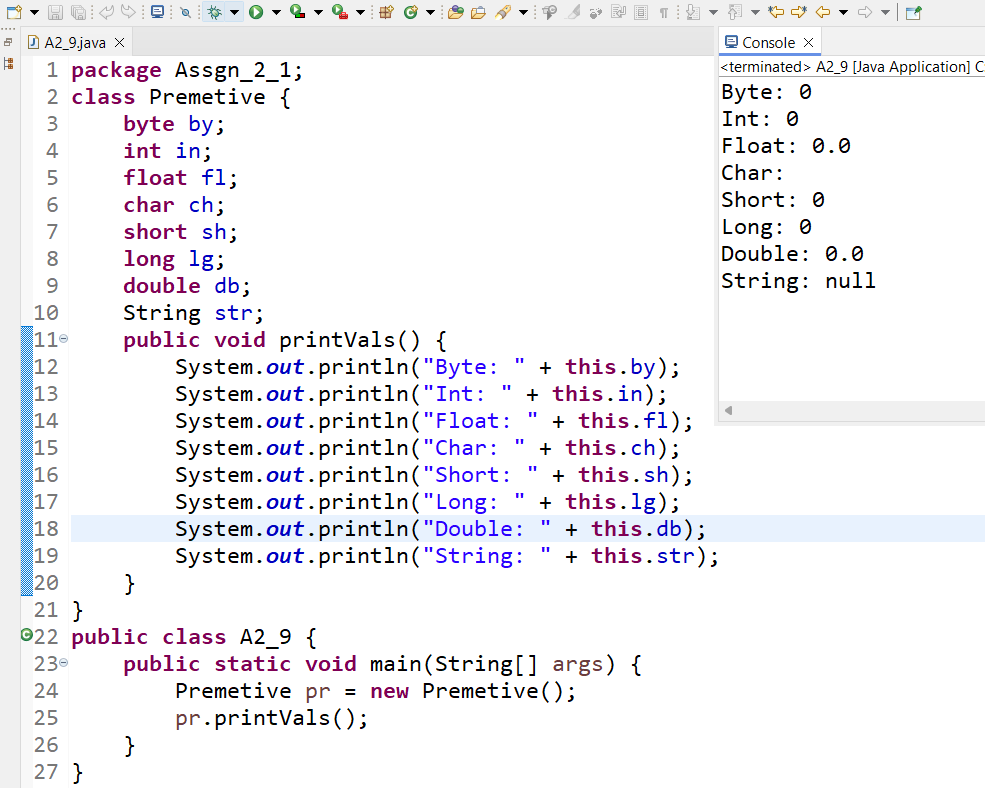 A2_9.java
1 package Assgn_2_1;
2 class Premetive {
3     byte by;
4     int in;
5     float fl;
6     char ch;
7     short sh;
8     long lg;
9     double db;
10     String str;
11     public void printVals() {
12         System.out.println("Byte: " + this.by);
13         System.out.println("Int: " + this.in);
14         System.out.println("Float: " + this.fl);
15         System.out.println("Char: " + this.ch);
16         System.out.println("Short: " + this.sh);
17         System.out.println("Long: " + this.lg);
18         System.out.println("Double: " + this.db);
19         System.out.println("String: " + this.str);
20     }
21 }
22 public class A2_9 {
23     public static void main(String[] args) {
24         Premetive pr = new Premetive();
25         pr.printVals();
26     }
27 }
Console
<terminated> A2_9 [Java Application] C
Byte: 0
Int: 0
Float: 0.0
Char:
Short: 0
Long: 0
Double: 0.0
String: null